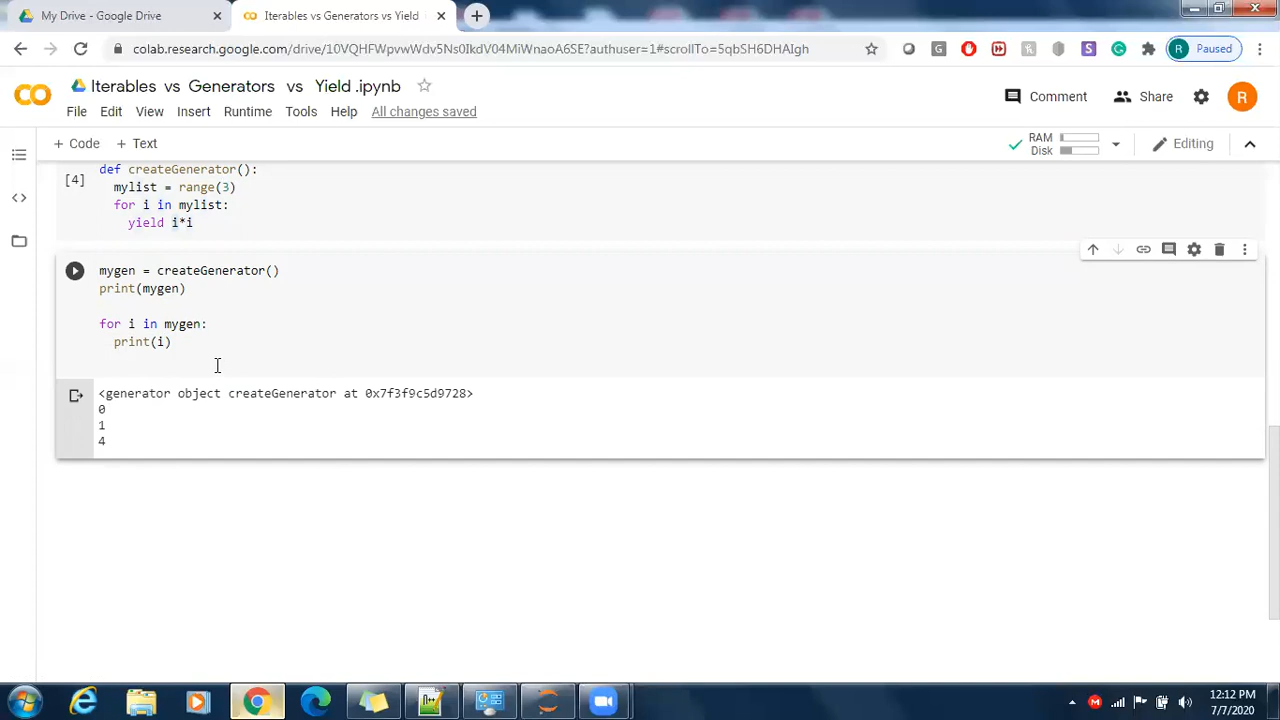 My Drive - Google Drive
Iterables vs Generators vs Yield
colab.research.google.com/drive/10VQHFWpvwWdv5Ns0Ikd04MiWnaoA6SE?authuser=1#scrollTo=5qbSH6DHAlgh
R Paused
Iterables vs Generators vs Yield .ipynb
Comment
Share
R
File Edit View Insert Runtime Tools Help All changes saved
+ Code + Text
RAM
Disk
Editing
[4]
def createGenerator():
mylist = range(3)
for i in mylist:
yield i*i
mygen = createGenerator()
print(mygen)
for i in mygen:
print(i)
<generator object createGenerator at 0x7f3f9c5d9728>
0
1
4
12:12 PM
7/7/2020